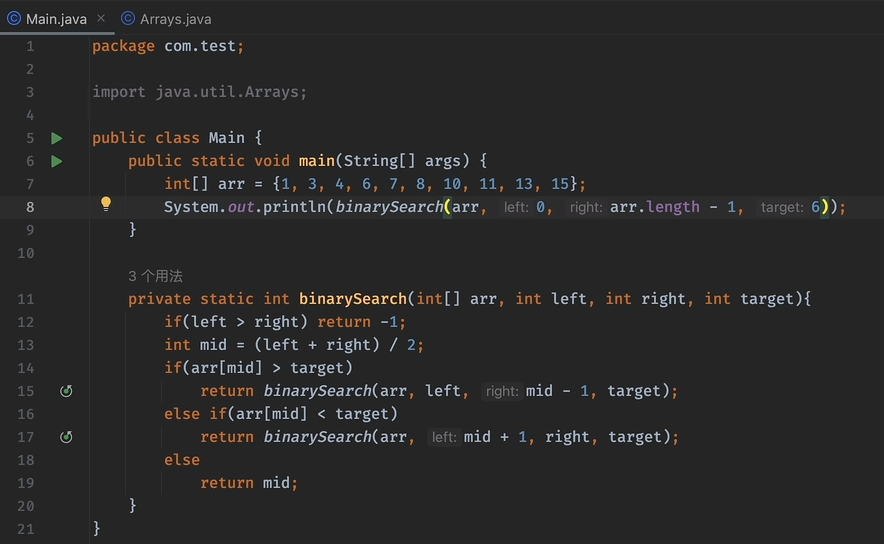 Main.java Arrays.java
1 package com.test;
2
3 import java.util.Arrays;
4
5 public class Main {
6 public static void main(String[] args) {
7 int[] arr = {1, 3, 4, 6, 7, 8, 10, 11, 13, 15};
8 System.out.println(binarySearch(arr, left: 0, right: arr.length - 1, target: 6));
9 }
10
3 个用法
11 private static int binarySearch(int[] arr, int left, int right, int target){
12 if(left > right) return -1;
13 int mid = (left + right) / 2;
14 if(arr[mid] > target)
15 return binarySearch(arr, left, right: mid - 1, target);
16 else if(arr[mid] < target)
17 return binarySearch(arr, left: mid + 1, right, target);
18 else
19 return mid;
20 }
21 }